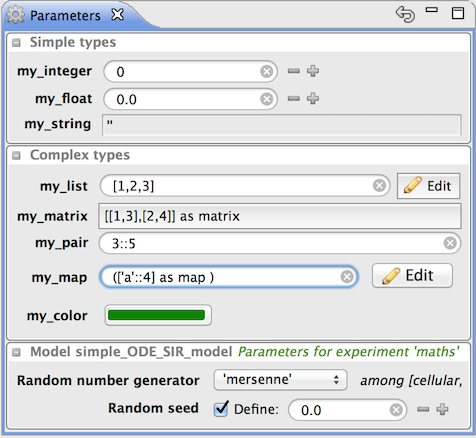 Parameters
Simple types
my_integer 0
my_float 0.0
my_string ''
Complex types
my_list [1,2,3] Edit
my_matrix [[1,3],[2,4]] as matrix
my_pair 3::5
my_map (['a'::4] as map ) Edit
my_color
Model simple_ODE_SIR_model Parameters for experiment 'maths'
Random number generator 'mersenne' among [cellular,
Random seed Define: 0.0